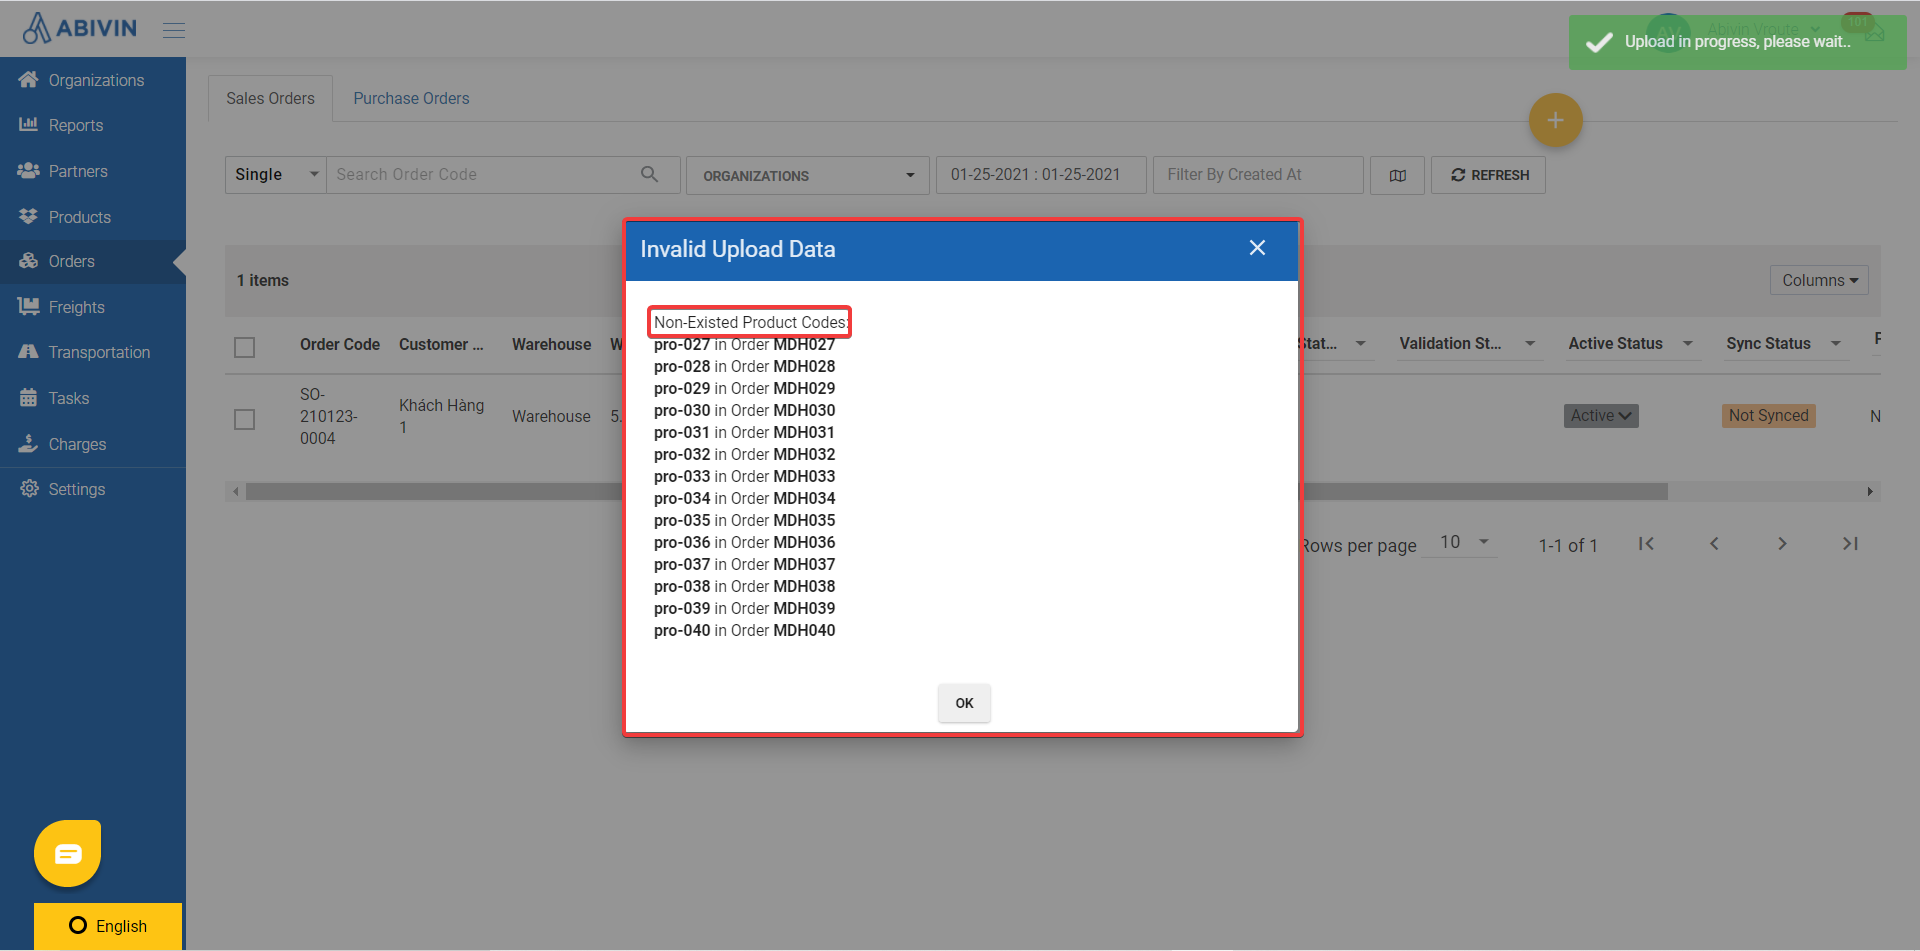 ABIVIN
Abivin Vroute
101
Upload in progress, please wait..
Organizations
Reports
Partners
Products
Orders
Freights
Transportation
Tasks
Charges
Settings
English
Sales Orders
Purchase Orders
+
Single
Search Order Code
ORGANIZATIONS
01-25-2021 : 01-25-2021
Filter By Created At
REFRESH
1 items
Columns
Order Code
Customer ...
Warehouse
W
Stat...
Validation St...
Active Status
Sync Status
SO-
210123-
0004
Khách Hàng
1
Warehouse
5.
Active
Not Synced
N
Rows per page
10
1-1 of 1
Invalid Upload Data
Non-Existed Product Codes:
pro-027 in Order MDH027
pro-028 in Order MDH028
pro-029 in Order MDH029
pro-030 in Order MDH030
pro-031 in Order MDH031
pro-032 in Order MDH032
pro-033 in Order MDH033
pro-034 in Order MDH034
pro-035 in Order MDH035
pro-036 in Order MDH036
pro-037 in Order MDH037
pro-038 in Order MDH038
pro-039 in Order MDH039
pro-040 in Order MDH040
OK